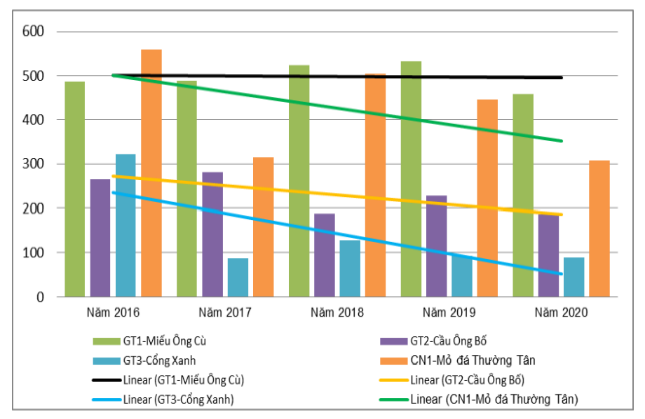 600
500
400
300
200
100
0
Năm 2016 Năm 2017 Năm 2018 Năm 2019 Năm 2020
GT1-Miếu Ông Cù GT2-Cầu Ông Bố
GT3-Cổng Xanh CN1-Mỏ đá Thường Tân
Linear (GT1-Miếu Ông Cù) Linear (GT2-Cầu Ông Bố)
Linear (GT3-Cổng Xanh) Linear (CN1-Mỏ đá Thường Tân)